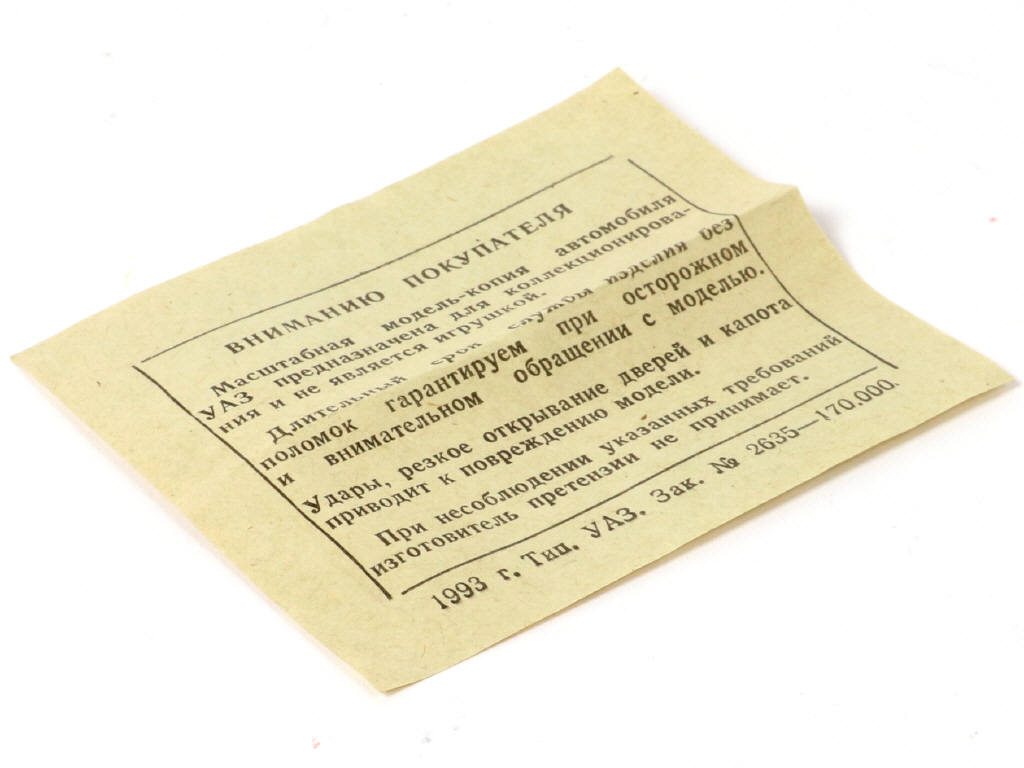 ВНИМАНИЮ ПОКУПАТЕЛЯ
Масштабная модель-копия автомобиля
УАЗ предназначена для коллекционирова-
ния и не является игрушкой.
Длительный срок службы изделия без
поломок гарантируем при осторожном
и внимательном обращении с моделью.
Удары, резкое открывание дверей и капота
приводит к повреждению модели.
При несоблюдении указанных требований
изготовитель претензии не принимает.
1993 г. Тип. УАЗ. Зак. № 2635—170.000.